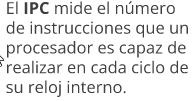 El IPC mide el número
de instrucciones que un
procesador es capaz de
realizar en cada ciclo de
su reloj interno.